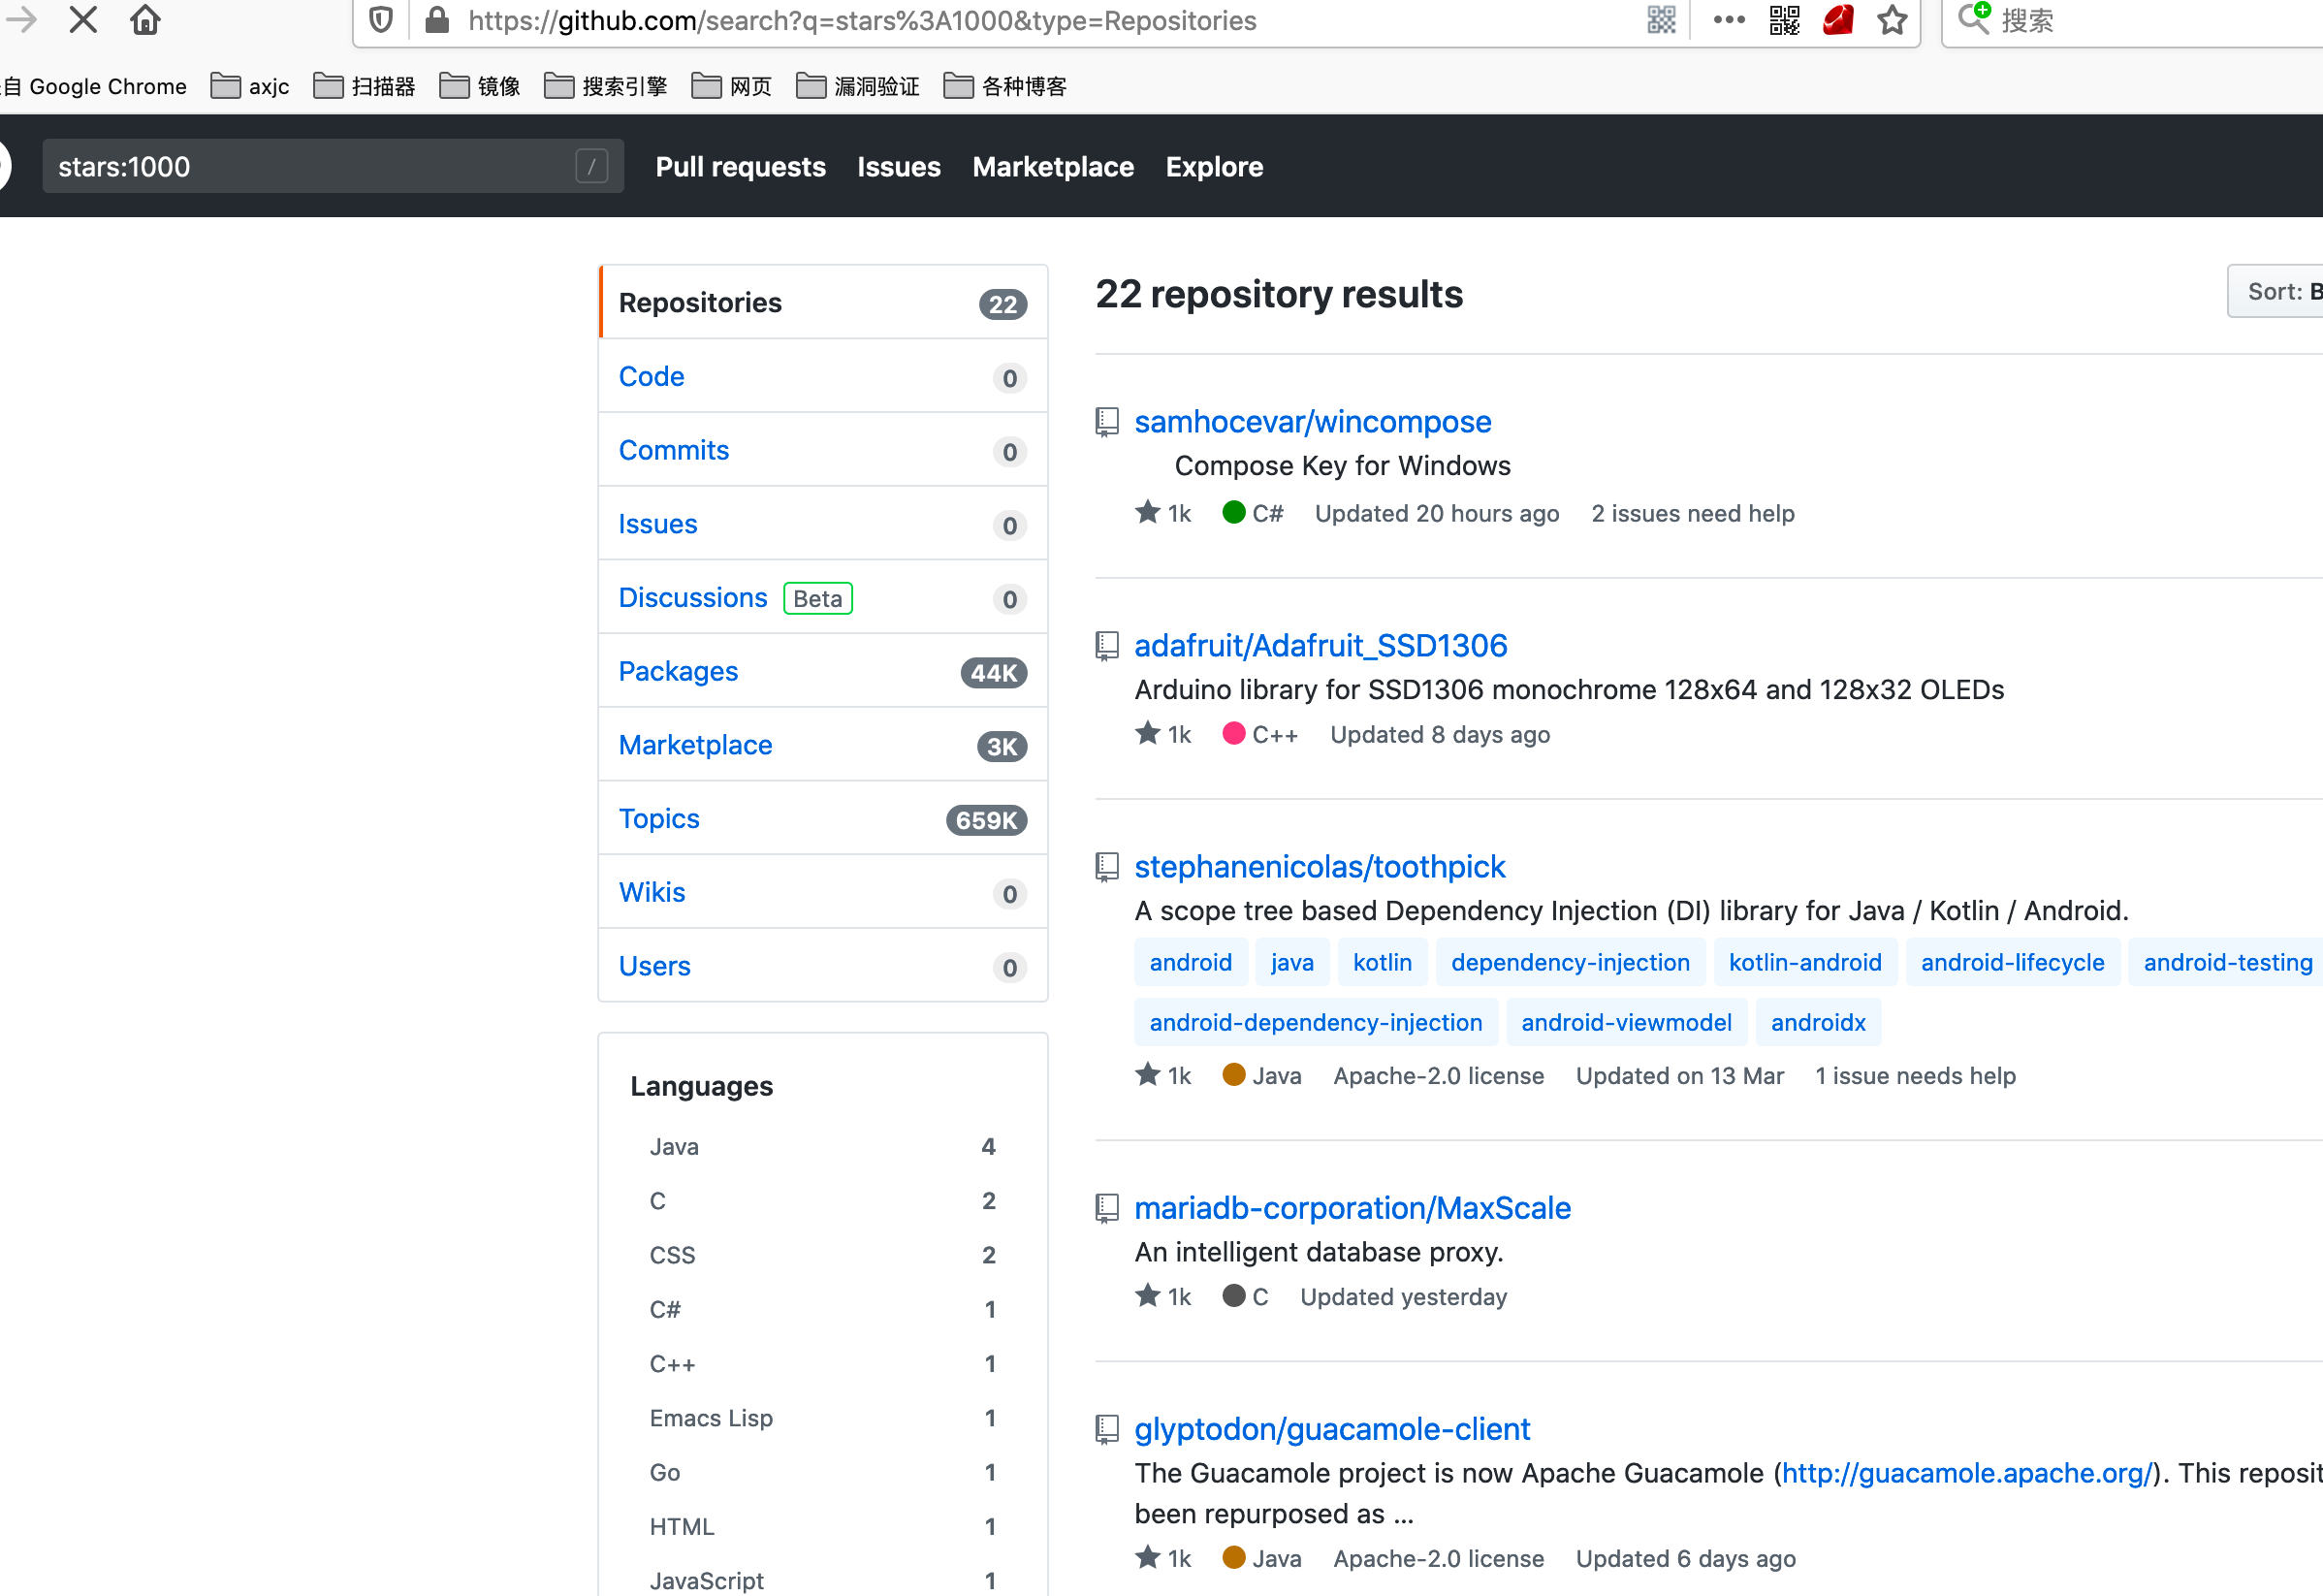 https://github.com/search?q=stars%3A1000&type=Repositories
搜索
自 Google Chrome axjc 扫描器 镜像 搜索引擎 网页 漏洞验证 各种博客
stars:1000 / Pull requests Issues Marketplace Explore
Repositories 22
Code 0
Commits 0
Issues 0
Discussions Beta 0
Packages 44K
Marketplace 3K
Topics 659K
Wikis 0
Users 0
Languages
Java 4
C 2
CSS 2
C# 1
C++ 1
Emacs Lisp 1
Go 1
HTML 1
JavaScript 1
22 repository results
Sort: B
samhocevar/wincompose
Compose Key for Windows
1k C# Updated 20 hours ago 2 issues need help
adafruit/Adafruit_SSD1306
Arduino library for SSD1306 monochrome 128x64 and 128x32 OLEDs
1k C++ Updated 8 days ago
stephanenicolas/toothpick
A scope tree based Dependency Injection (DI) library for Java / Kotlin / Android.
android java kotlin dependency-injection kotlin-android android-lifecycle android-testing
android-dependency-injection android-viewmodel androidx
1k Java Apache-2.0 license Updated on 13 Mar 1 issue needs help
mariadb-corporation/MaxScale
An intelligent database proxy.
1k C Updated yesterday
glyptodon/guacamole-client
The Guacamole project is now Apache Guacamole (http://guacamole.apache.org/). This reposit
been repurposed as ...
1k Java Apache-2.0 license Updated 6 days ago